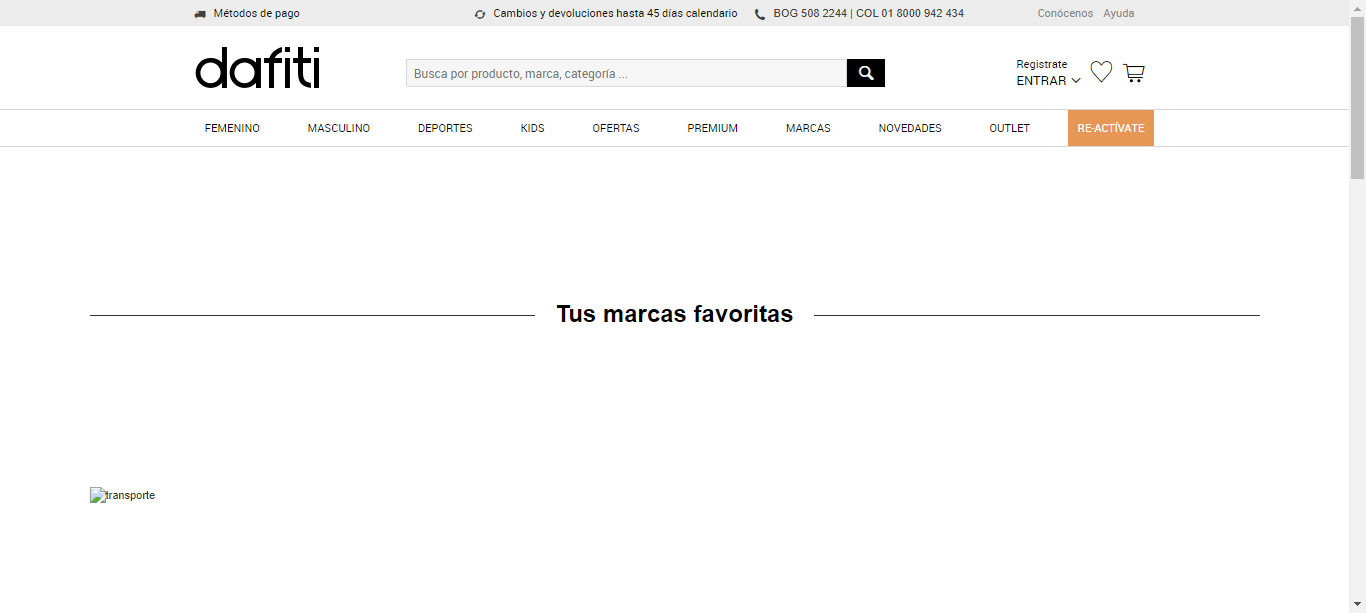 Métodos de pago
Cambios y devoluciones hasta 45 días calendario
BOG 508 2244 | COL 01 8000 942 434
Conócenos
Ayuda
dafiti
Busca por producto, marca, categoría ...
Registrate
ENTRAR
FEMENINO
MASCULINO
DEPORTES
KIDS
OFERTAS
PREMIUM
MARCAS
NOVEDADES
OUTLET
RE-ACTÍVATE
Tus marcas favoritas
transporte